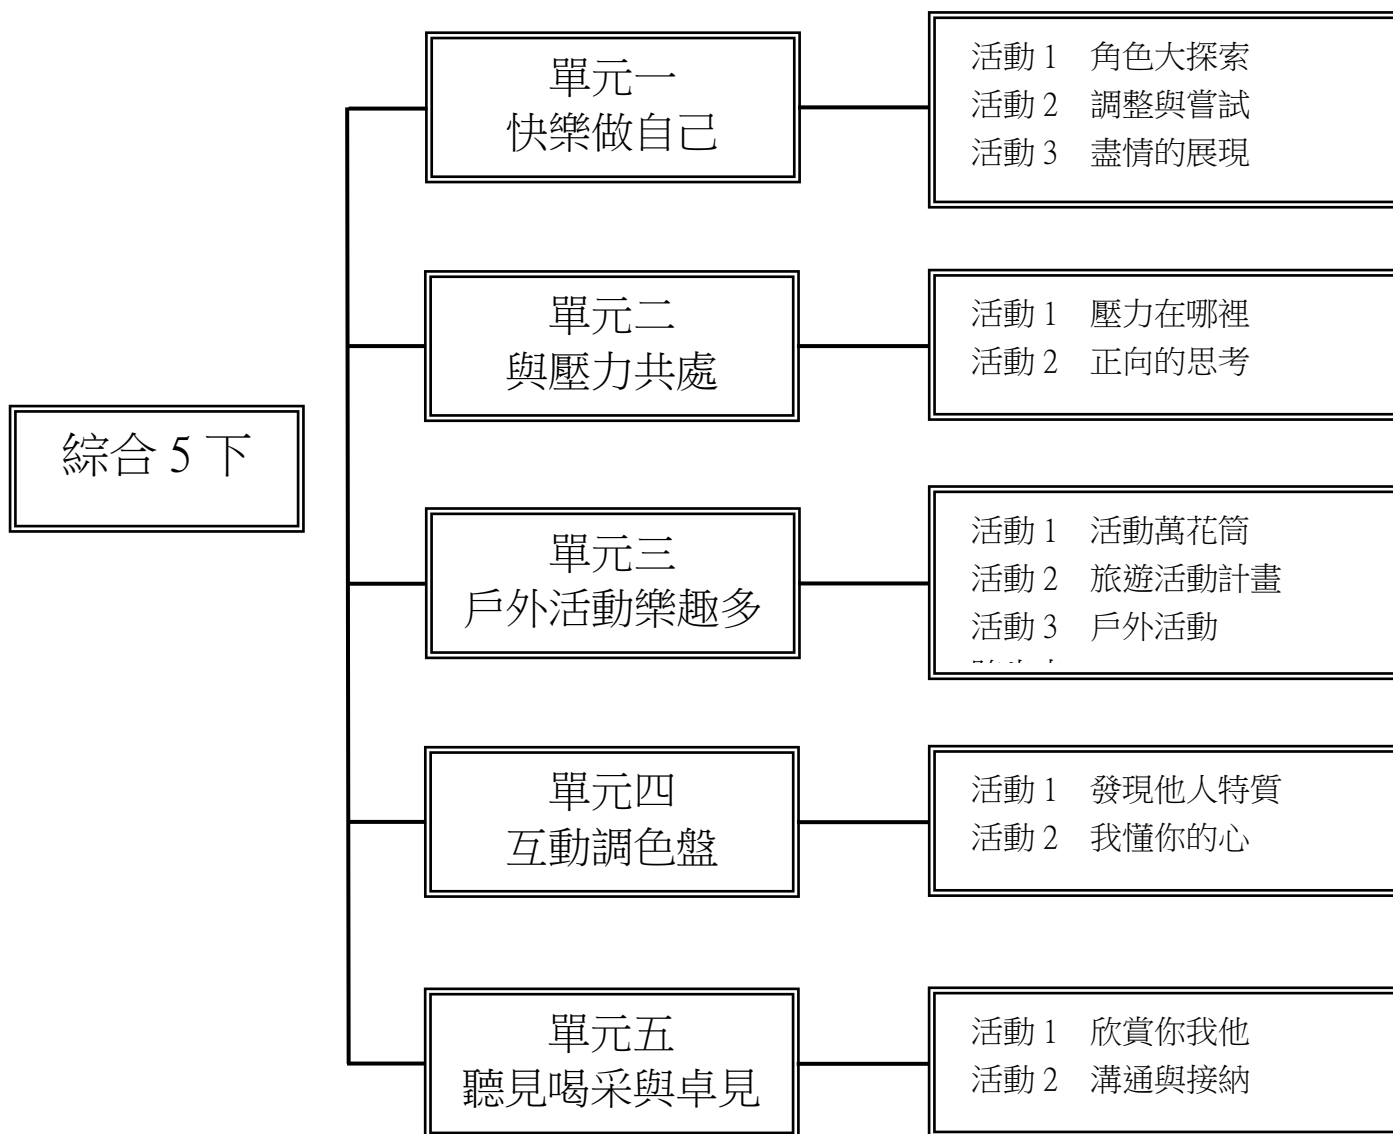 綜合 5 下
單元一
快樂做自己
活動 1　角色大探索
活動 2　調整與嘗試
活動 3　盡情的展現
單元二
與壓力共處
活動 1　壓力在哪裡
活動 2　正向的思考
單元三
戶外活動樂趣多
活動 1　活動萬花筒
活動 2　旅遊活動計畫
活動 3　戶外活動
單元四
互動調色盤
活動 1　發現他人特質
活動 2　我懂你的心
單元五
聽見喝采與卓見
活動 1　欣賞你我他
活動 2　溝通與接納